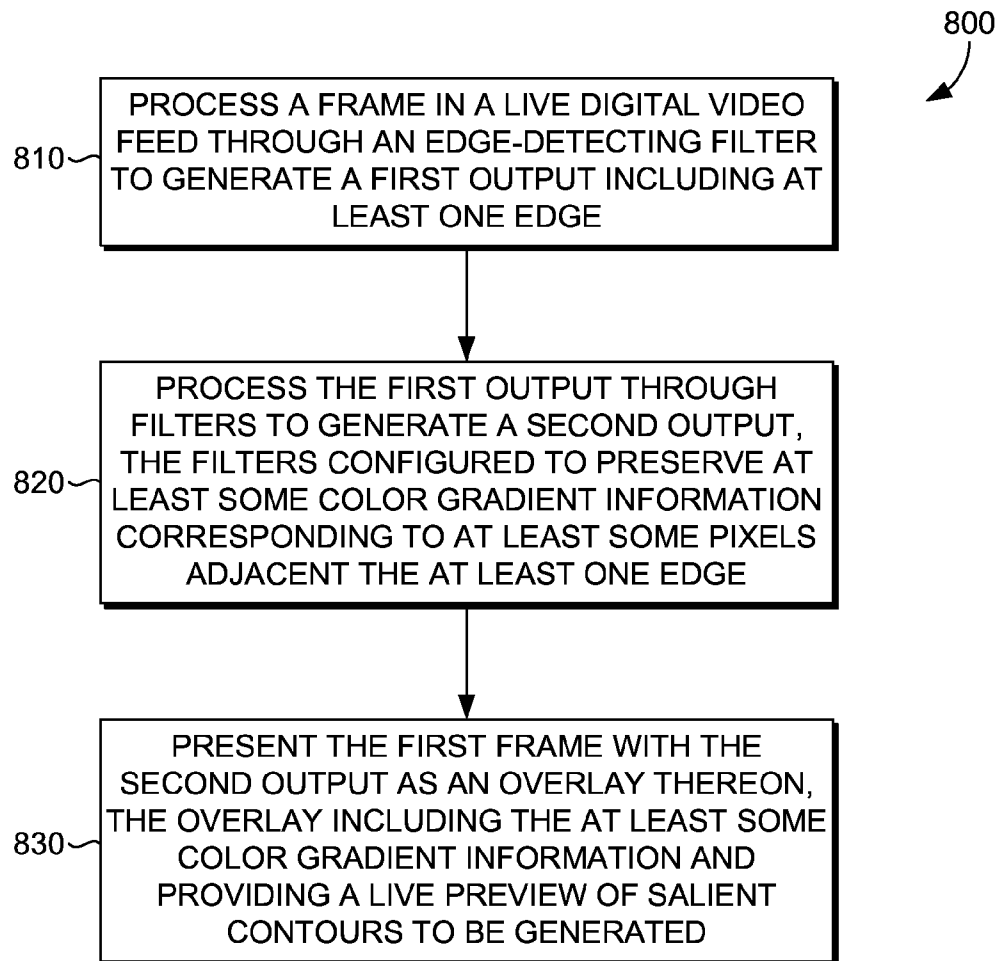 800
PROCESS A FRAME IN A LIVE DIGITAL VIDEO
FEED THROUGH AN EDGE-DETECTING FILTER
TO GENERATE A FIRST OUTPUT INCLUDING AT
LEAST ONE EDGE
810
PROCESS THE FIRST OUTPUT THROUGH
FILTERS TO GENERATE A SECOND OUTPUT,
THE FILTERS CONFIGURED TO PRESERVE AT
LEAST SOME COLOR GRADIENT INFORMATION
CORRESPONDING TO AT LEAST SOME PIXELS
ADJACENT THE AT LEAST ONE EDGE
820
PRESENT THE FIRST FRAME WITH THE
SECOND OUTPUT AS AN OVERLAY THEREON,
THE OVERLAY INCLUDING THE AT LEAST SOME
COLOR GRADIENT INFORMATION AND
PROVIDING A LIVE PREVIEW OF SALIENT
CONTOURS TO BE GENERATED
830